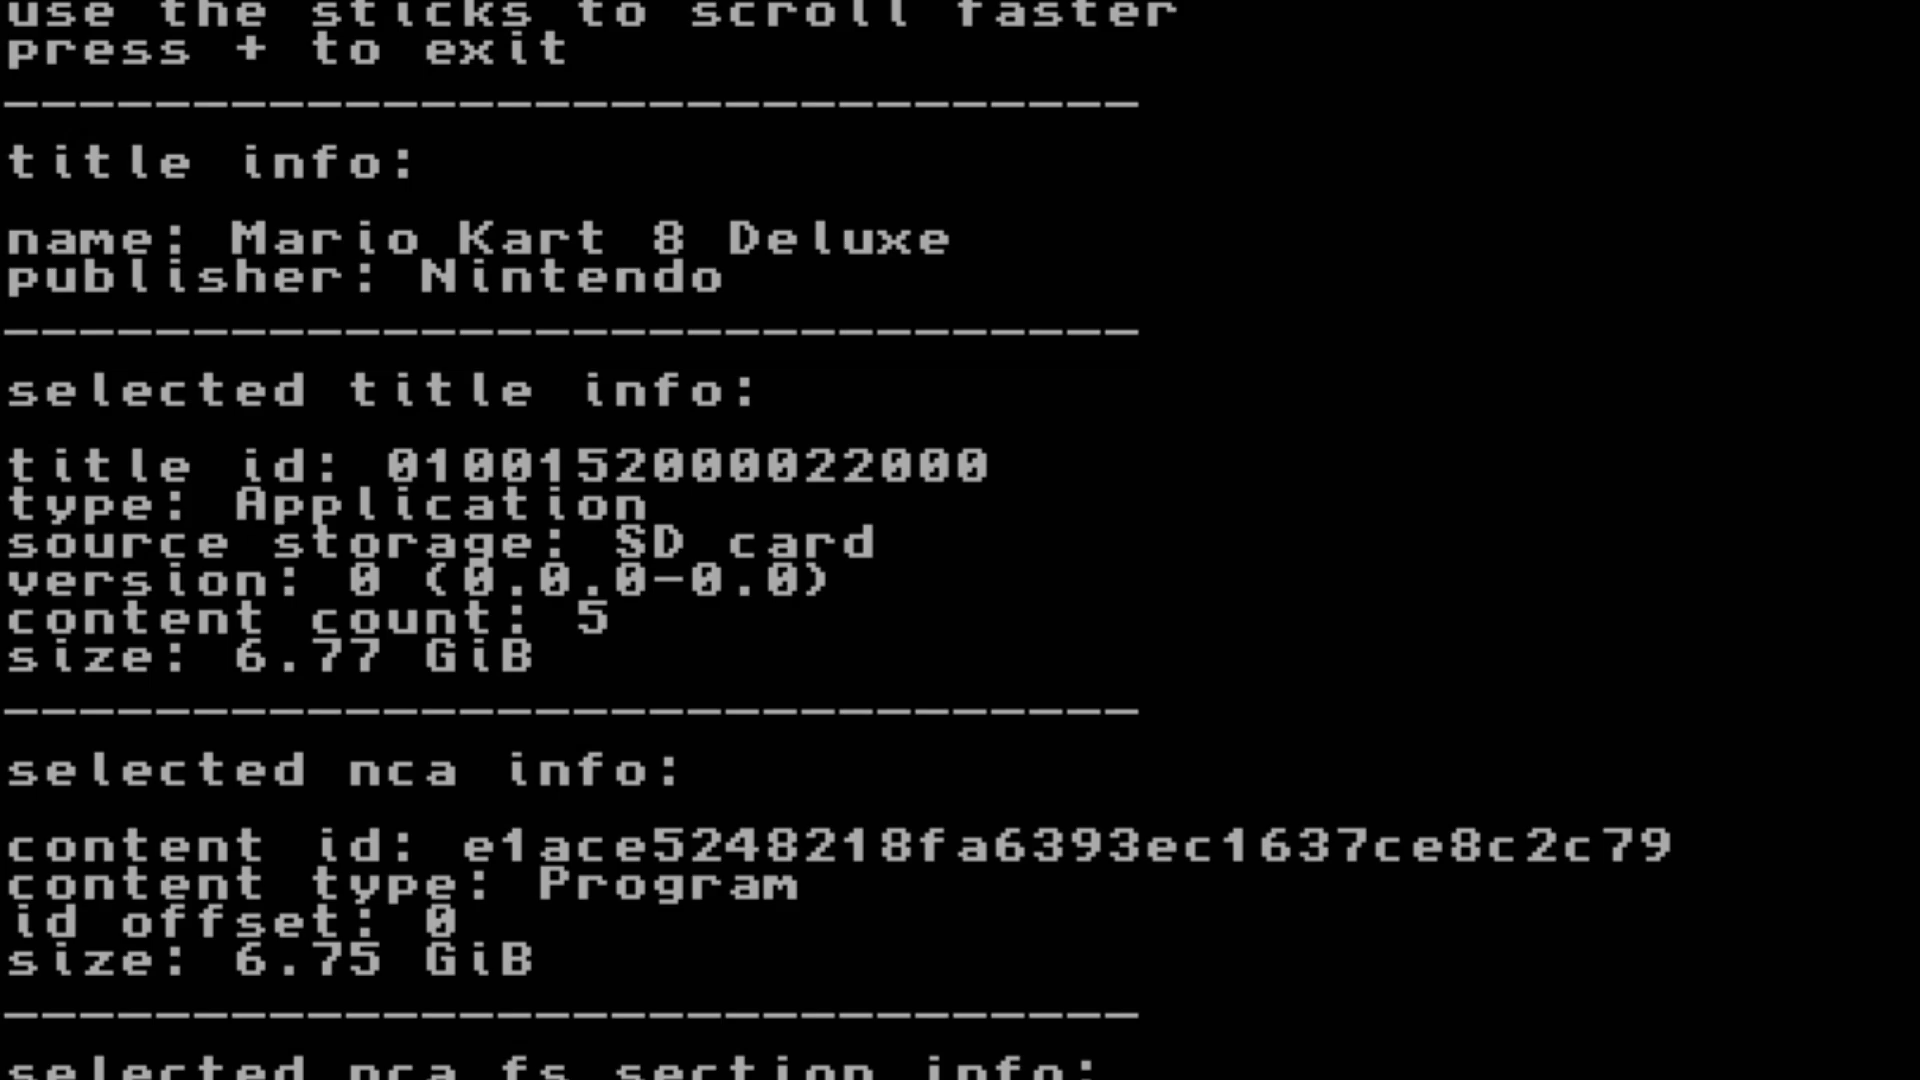 use the sticks to scroll faster
press + to exit
------------------------------
title info:
name: Mario Kart 8 Deluxe
publisher: Nintendo
------------------------------
selected title info:
title id: 0100152000022000
type: Application
source storage: SD card
version: 0 (0.0.0-0.0)
content count: 5
size: 6.77 GiB
------------------------------
selected nca info:
content id: e1ace5248218fa6393ec1637ce8c2c79
content type: Program
id offset: 0
size: 6.75 GiB
------------------------------
selected nca fs section info: